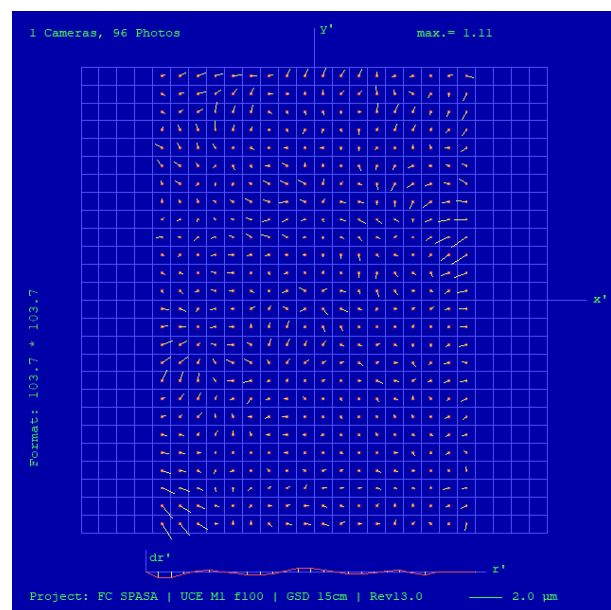 1 Cameras, 96 Photos
y'
max.= 1.11
x'
Format: 103.7 * 103.7
dr'
r'
Project: FC SPASA | UCE M1 f100 | GSD 15cm | Rev13.0
2.0 µm